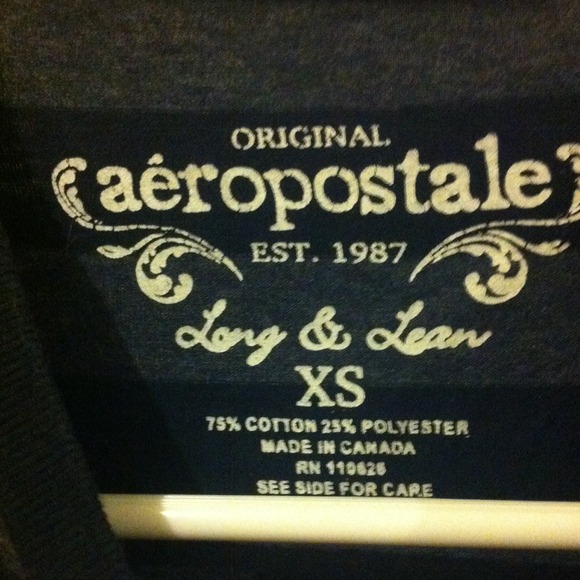 ORIGINAL
aéropostale
EST. 1987
Long & Lean
XS
75% COTTON 25% POLYESTER
MADE IN CANADA
RN 110626
SEE SIDE FOR CARE